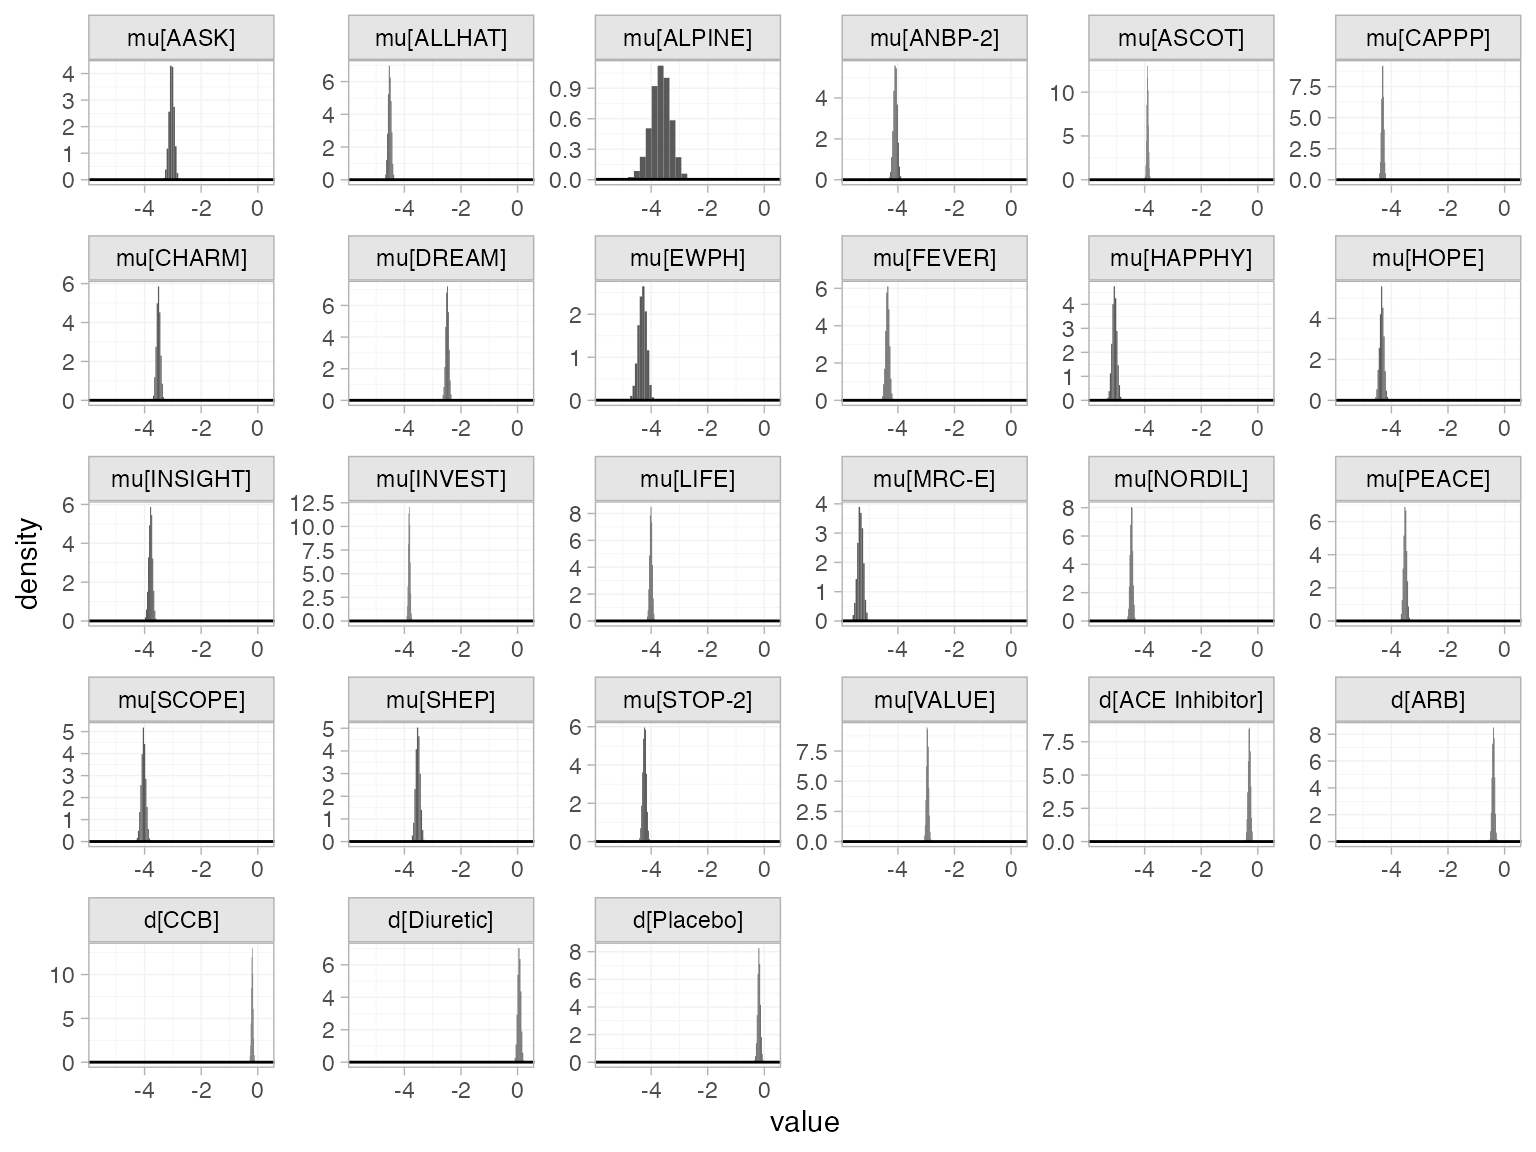 mu[AASK] mu[ALLHAT] mu[ALPINE] mu[ANBP-2] mu[ASCOT] mu[CAPPP]
4 3 2 1 0
6 4 2 0
0.9 0.6 0.3 0.0
4 2 0
10 5 0
7.5 5.0 2.5 0.0
-4 -2 0 -4 -2 0 -4 -2 0 -4 -2 0 -4 -2 0 -4 -2 0
mu[CHARM] mu[DREAM] mu[EWPH] mu[FEVER] mu[HAPPHY] mu[HOPE]
6 4 2 0
6 4 2 0
2 1 0
6 4 2 0
4 3 2 1 0
4 2 0
-4 -2 0 -4 -2 0 -4 -2 0 -4 -2 0 -4 -2 0 -4 -2 0
mu[INSIGHT] mu[INVEST] mu[LIFE] mu[MRC-E] mu[NORDIL] mu[PEACE]
6 4 2 0
12.5 10.0 7.5 5.0 2.5 0.0
8 6 4 2 0
4 3 2 1 0
8 6 4 2 0
6 4 2 0
-4 -2 0 -4 -2 0 -4 -2 0 -4 -2 0 -4 -2 0 -4 -2 0
density
mu[SCOPE] mu[SHEP] mu[STOP-2] mu[VALUE] d[ACE Inhibitor] d[ARB]
5 4 3 2 1 0
5 4 3 2 1 0
6 4 2 0
7.5 5.0 2.5 0.0
7.5 5.0 2.5 0.0
8 6 4 2 0
-4 -2 0 -4 -2 0 -4 -2 0 -4 -2 0 -4 -2 0 -4 -2 0
d[CCB] d[Diuretic] d[Placebo]
10 5 0
6 4 2 0
8 6 4 2 0
-4 -2 0 -4 -2 0 -4 -2 0
value